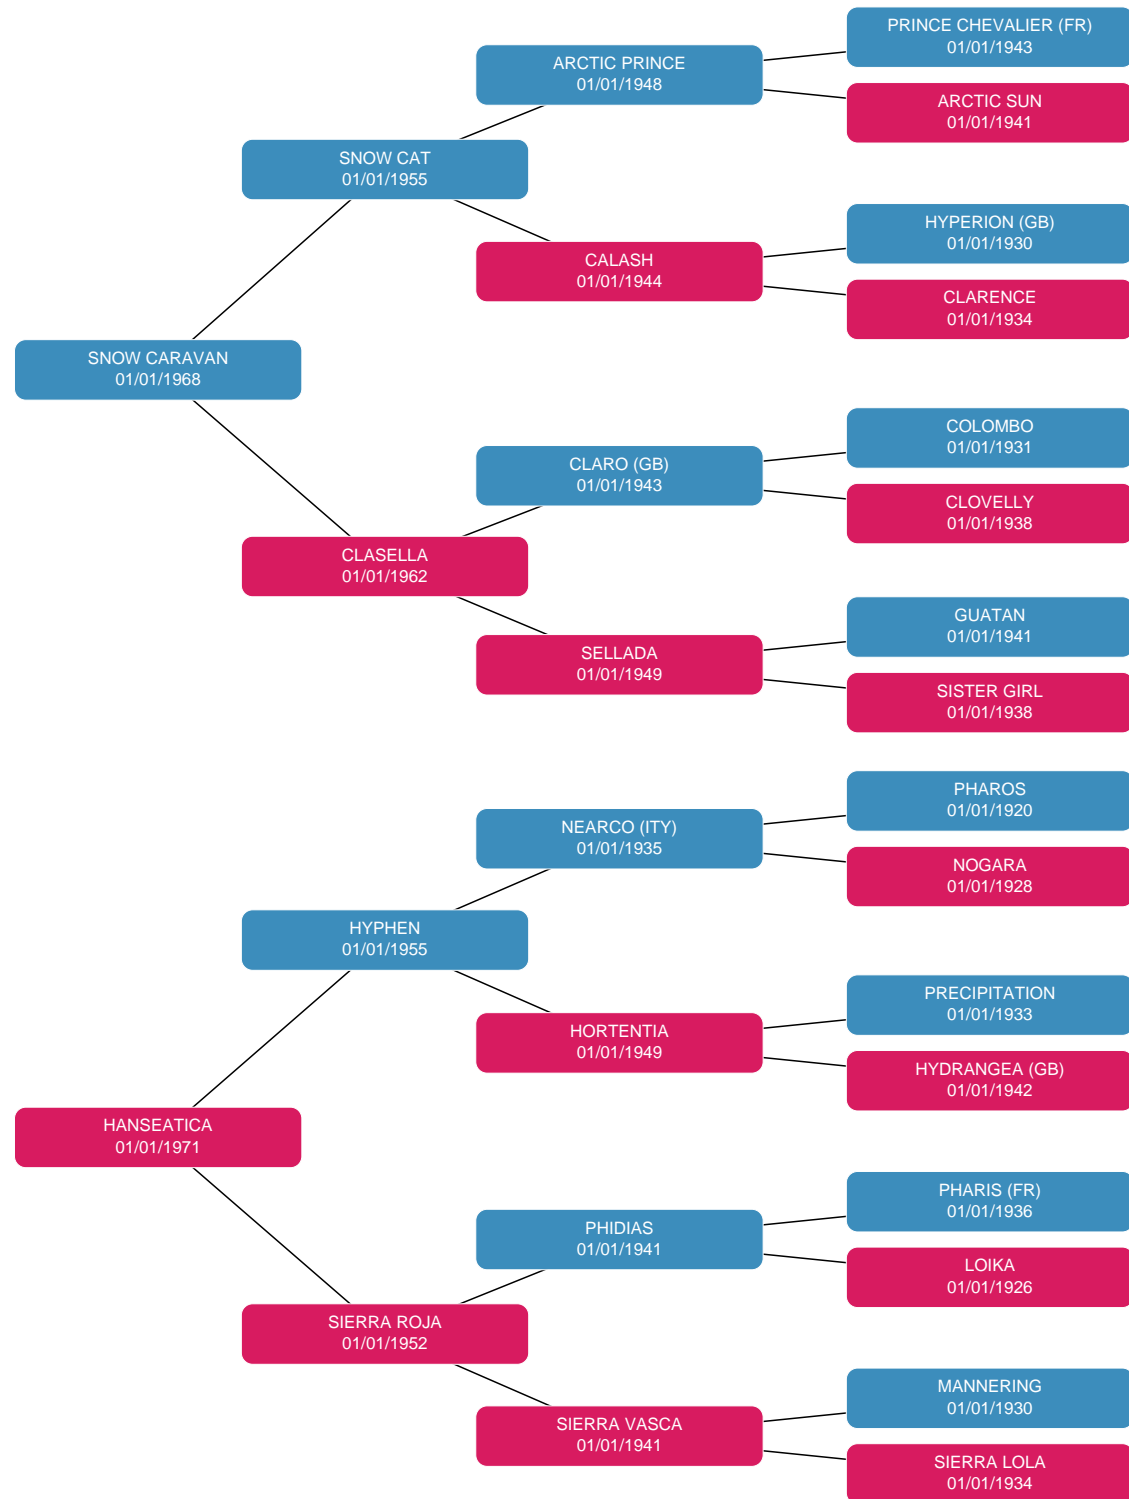 PRINCE CHEVALIER (FR)
01/01/1943
ARCTIC PRINCE
01/01/1948
ARCTIC SUN
01/01/1941
SNOW CAT
01/01/1955
HYPERION (GB)
01/01/1930
CALASH
01/01/1944
CLARENCE
01/01/1934
SNOW CARAVAN
01/01/1968
COLOMBO
01/01/1931
CLARO (GB)
01/01/1943
CLOVELLY
01/01/1938
CLASELLA
01/01/1962
GUATAN
01/01/1941
SELLADA
01/01/1949
SISTER GIRL
01/01/1938
PHAROS
01/01/1920
NEARCO (ITY)
01/01/1935
NOGARA
01/01/1928
HYPHEN
01/01/1955
PRECIPITATION
01/01/1933
HORTENTIA
01/01/1949
HYDRANGEA (GB)
01/01/1942
HANSEATICA
01/01/1971
PHARIS (FR)
01/01/1936
PHIDIAS
01/01/1941
LOIKA
01/01/1926
SIERRA ROJA
01/01/1952
MANNERING
01/01/1930
SIERRA VASCA
01/01/1941
SIERRA LOLA
01/01/1934